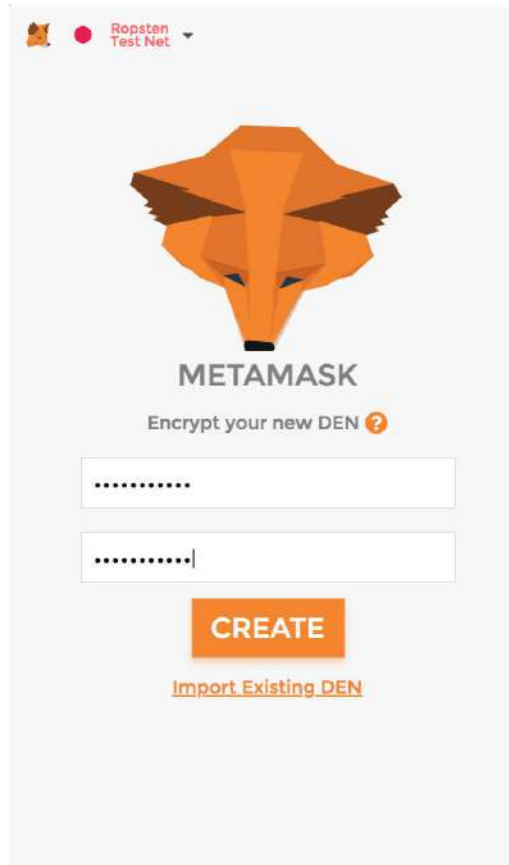 Ropsten
Test Net
METAMASK
Encrypt your new DEN ?
•••••••••••
•••••••••••
CREATE
Import Existing DEN